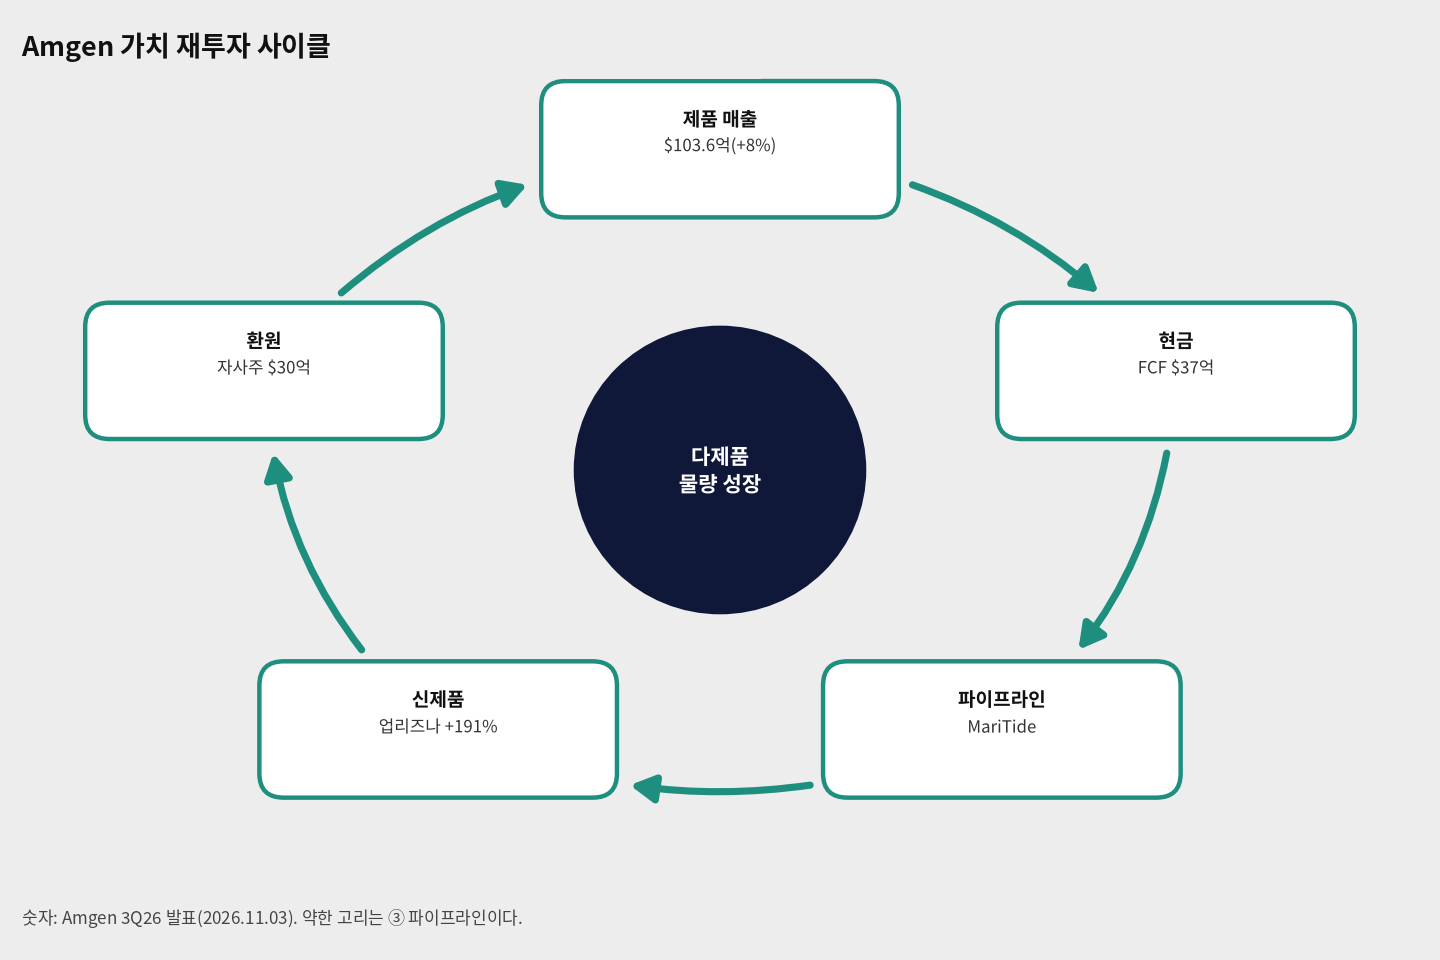 Amgen 가치 재투자 사이클
제품 매출
$103.6억(+8%)
현금
FCF $37억
파이프라인
MariTide
신제품
업리즈나 +191%
환원
자사주 $30억
다제품
물량 성장
숫자: Amgen 3Q26 발표(2026.11.03). 약한 고리는 ③ 파이프라인이다.